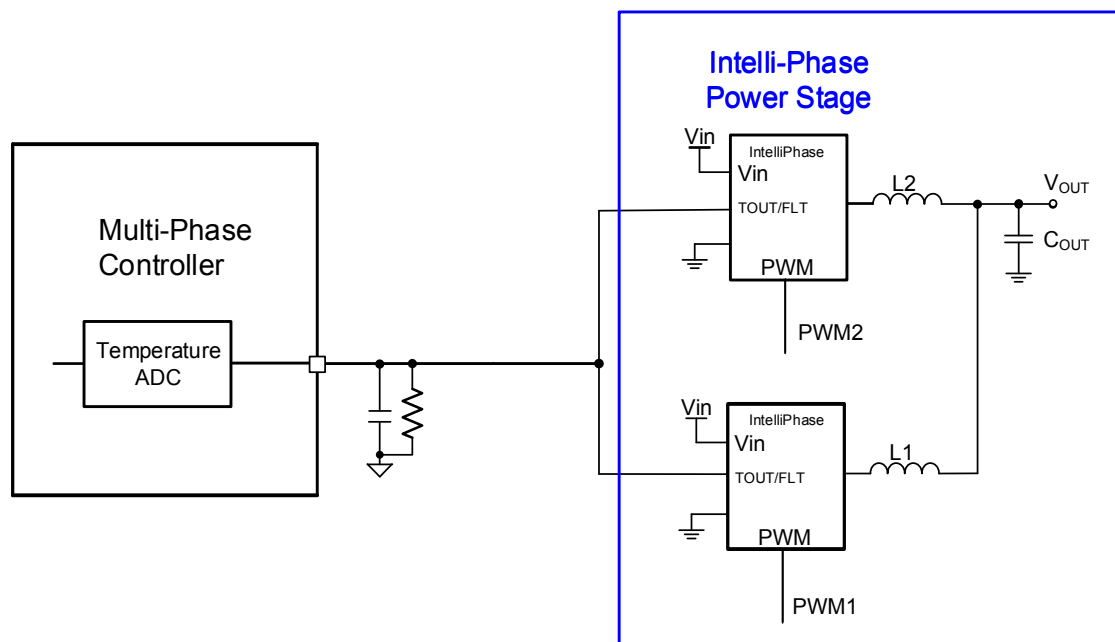 Intelli-Phase
Power Stage
Multi-Phase
Controller
Temperature
ADC
Vin
IntelliPhase
Vin
TOUT/FLT
PWM
PWM2
L2
VOUT
COUT
Vin
IntelliPhase
Vin
TOUT/FLT
PWM
PWM1
L1